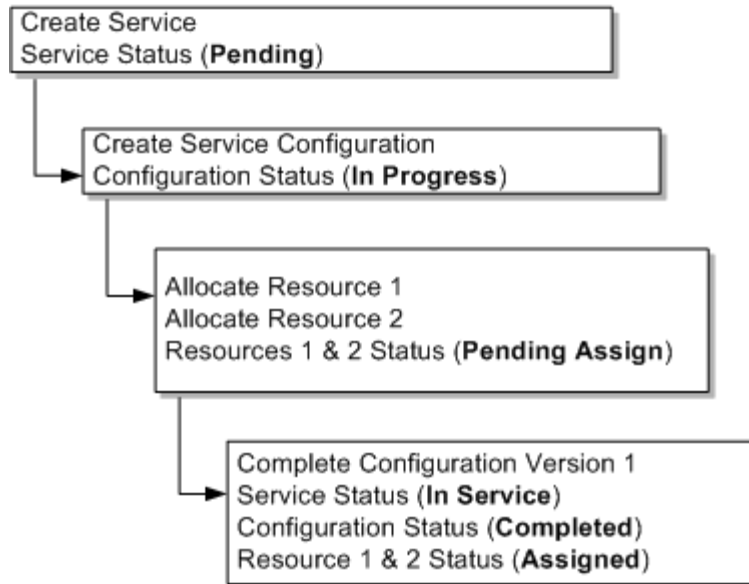 Create Service
Service Status (Pending)
Create Service Configuration
Configuration Status (In Progress)
Allocate Resource 1
Allocate Resource 2
Resources 1 & 2 Status (Pending Assign)
Complete Configuration Version 1
Service Status (In Service)
Configuration Status (Completed)
Resource 1 & 2 Status (Assigned)